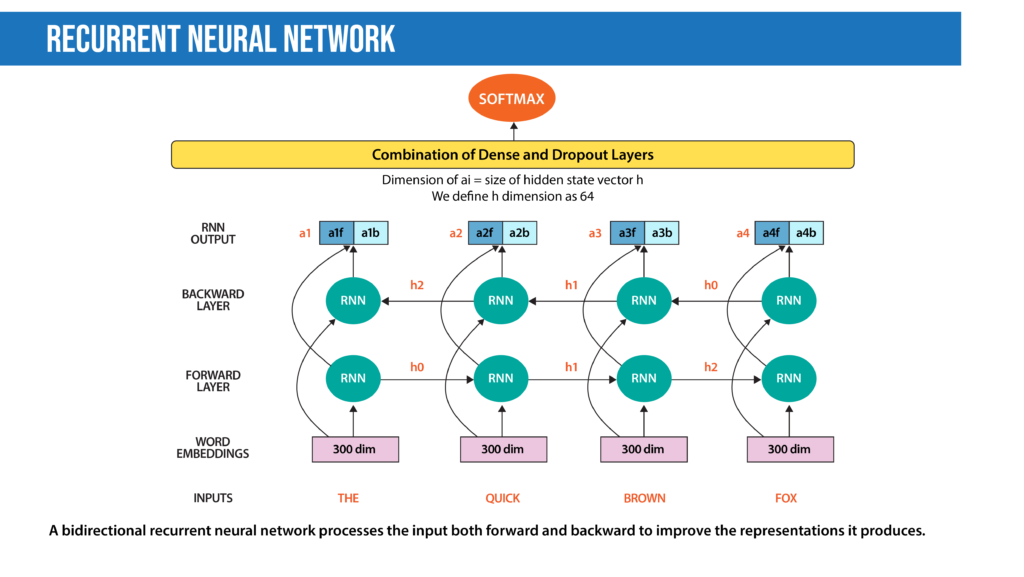 RECURRENT NEURAL NETWORK
SOFTMAX
Combination of Dense and Dropout Layers
Dimension of ai = size of hidden state vector h
We define h dimension as 64
RNN
OUTPUT
a1 a1f a1b a2 a2f a2b a3 a3f a3b a4 a4f a4b
BACKWARD
LAYER
RNN h2 RNN h1 RNN h0 RNN
FORWARD
LAYER
RNN h0 RNN h1 RNN h2 RNN
WORD
EMBEDDINGS
300 dim 300 dim 300 dim 300 dim
INPUTS THE QUICK BROWN FOX
A bidirectional recurrent neural network processes the input both forward and backward to improve the representations it produces.